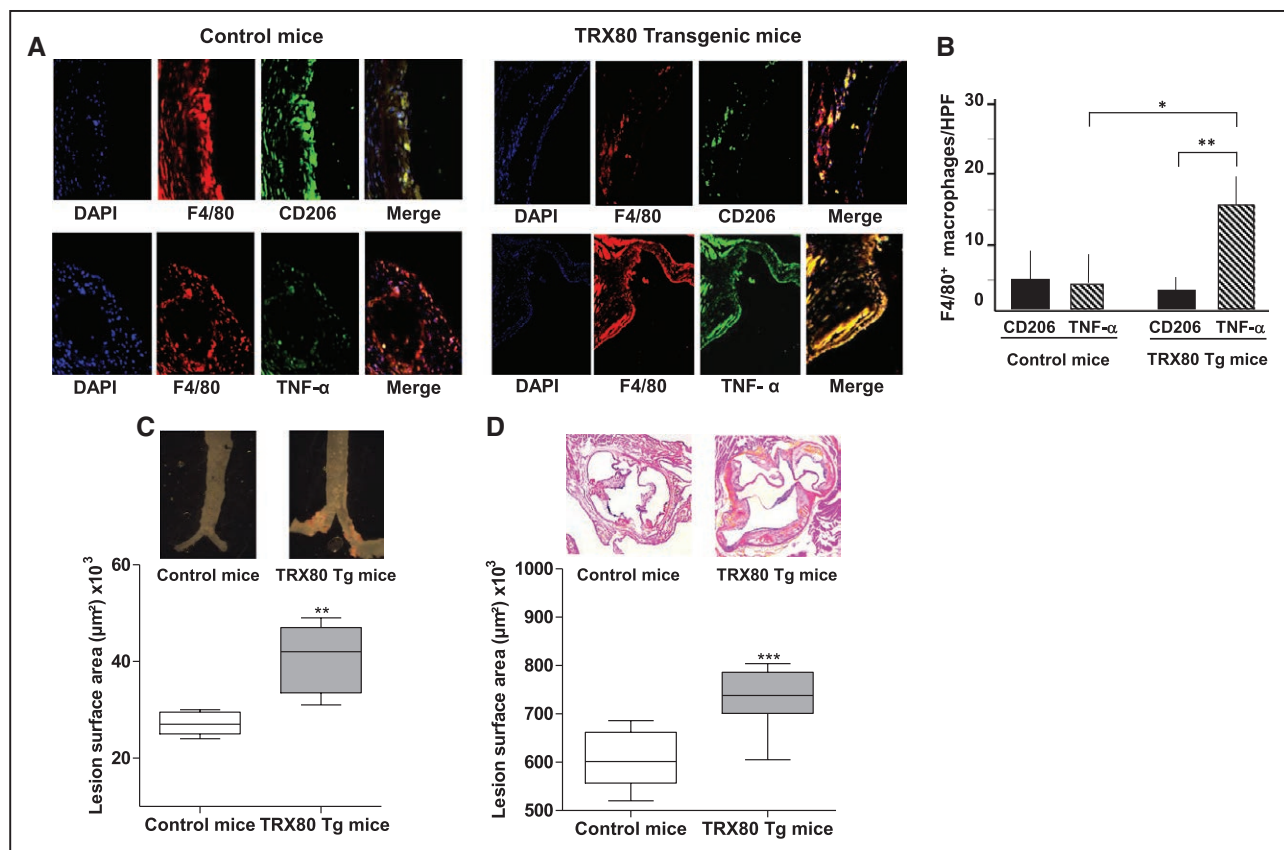 A
Control mice
TRX80 Transgenic mice
DAPI F4/80 CD206 Merge
DAPI F4/80 CD206 Merge
DAPI F4/80 TNF-α Merge
DAPI F4/80 TNF- α Merge
B
F4/80⁺ macrophages/HPF
30
20
10
0
*
**
CD206 TNF-α CD206 TNF-α
Control mice TRX80 Tg mice
C
Control mice TRX80 Tg mice
Lesion surface area (µm²) x10³
60
40
20
**
Control mice TRX80 Tg mice
D
Control mice TRX80 Tg mice
Lesion surface area (µm²) x10³
1000
900
800
700
600
500
***
Control mice TRX80 Tg mice